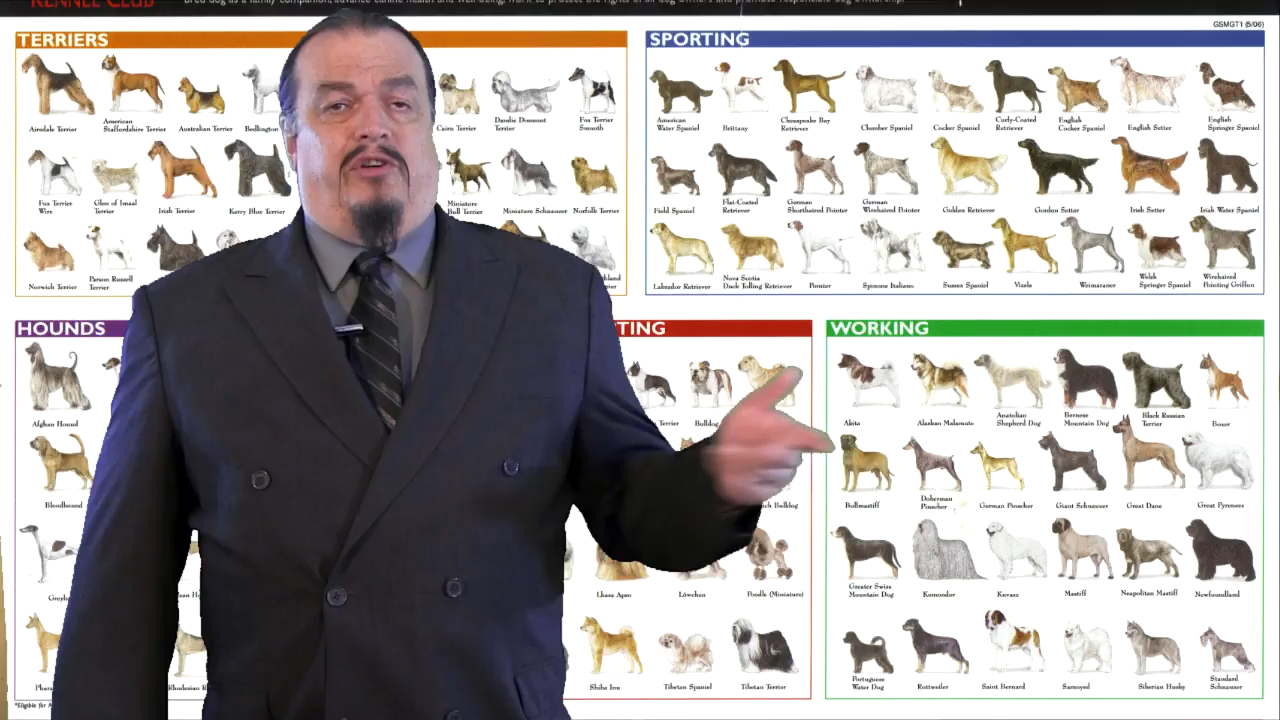 KENNEL CLUB
GSMGT1 (5/06)
TERRIERS
Airedale Terrier
American
Staffordshire Terrier
Australian Terrier
Bedlington
Cairn Terrier
Dandie Dinmont
Terrier
Fox Terrier
Smooth
Fox Terrier
Wire
Glen of Imaal
Terrier
Irish Terrier
Kerry Blue Terrier
Miniature
Bull Terrier
Miniature Schnauzer
Norfolk Terrier
Norwich Terrier
Parson Russell
Terrier
SPORTING
American
Water Spaniel
Brittany
Chesapeake Bay
Retriever
Clumber Spaniel
Cocker Spaniel
Curly-Coated
Retriever
English
Cocker Spaniel
English Setter
English
Springer Spaniel
Field Spaniel
Flat-Coated
Retriever
German
Shorthaired Pointer
German
Wirehaired Pointer
Golden Retriever
Gordon Setter
Irish Setter
Irish Water Spaniel
Labrador Retriever
Nova Scotia
Duck Tolling Retriever
Pointer
Spinone Italiano
Sussex Spaniel
Vizsla
Weimaraner
Welsh
Springer Spaniel
Wirehaired
Pointing Griffon
HOUNDS
Afghan Hound
Bloodhound
Greyh
Phara
Rhodesian R
*Eligible for A
TING
Terrier
Bulldog
ch Bulldog
Lhasa Apso
Löwchen
Poodle (Miniature)
Shiba Inu
Tibetan Spaniel
Tibetan Terrier
WORKING
Akita
Alaskan Malamute
Anatolian
Shepherd Dog
Bernese
Mountain Dog
Black Russian
Terrier
Boxer
Bullmastiff
Doberman
Pinscher
German Pinscher
Giant Schnauzer
Great Dane
Great Pyrenees
Greater Swiss
Mountain Dog
Komondor
Kuvasz
Mastiff
Neapolitan Mastiff
Newfoundland
Portuguese
Water Dog
Rottweiler
Saint Bernard
Samoyed
Siberian Husky
Standard
Schnauzer